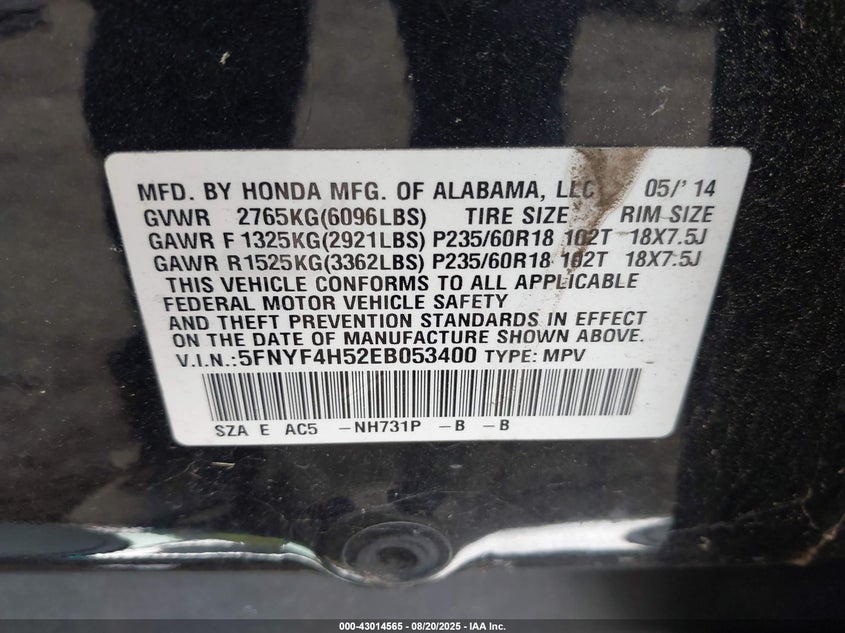 MFD. BY HONDA MFG. OF ALABAMA, LLC 05/'14
GVWR 2765KG(6096LBS) TIRE SIZE RIM SIZE
GAWR F 1325KG(2921LBS) P235/60R18 102T 18X7.5J
GAWR R1525KG(3362LBS) P235/60R18 102T 18X7.5J
THIS VEHICLE CONFORMS TO ALL APPLICABLE
FEDERAL MOTOR VEHICLE SAFETY
AND THEFT PREVENTION STANDARDS IN EFFECT
ON THE DATE OF MANUFACTURE SHOWN ABOVE.
V.I.N.:5FNYF4H52EB053400 TYPE: MPV
SZA E AC5 -NH731P -B -B
000-43014565 - 08/20/2025 - IAA Inc.